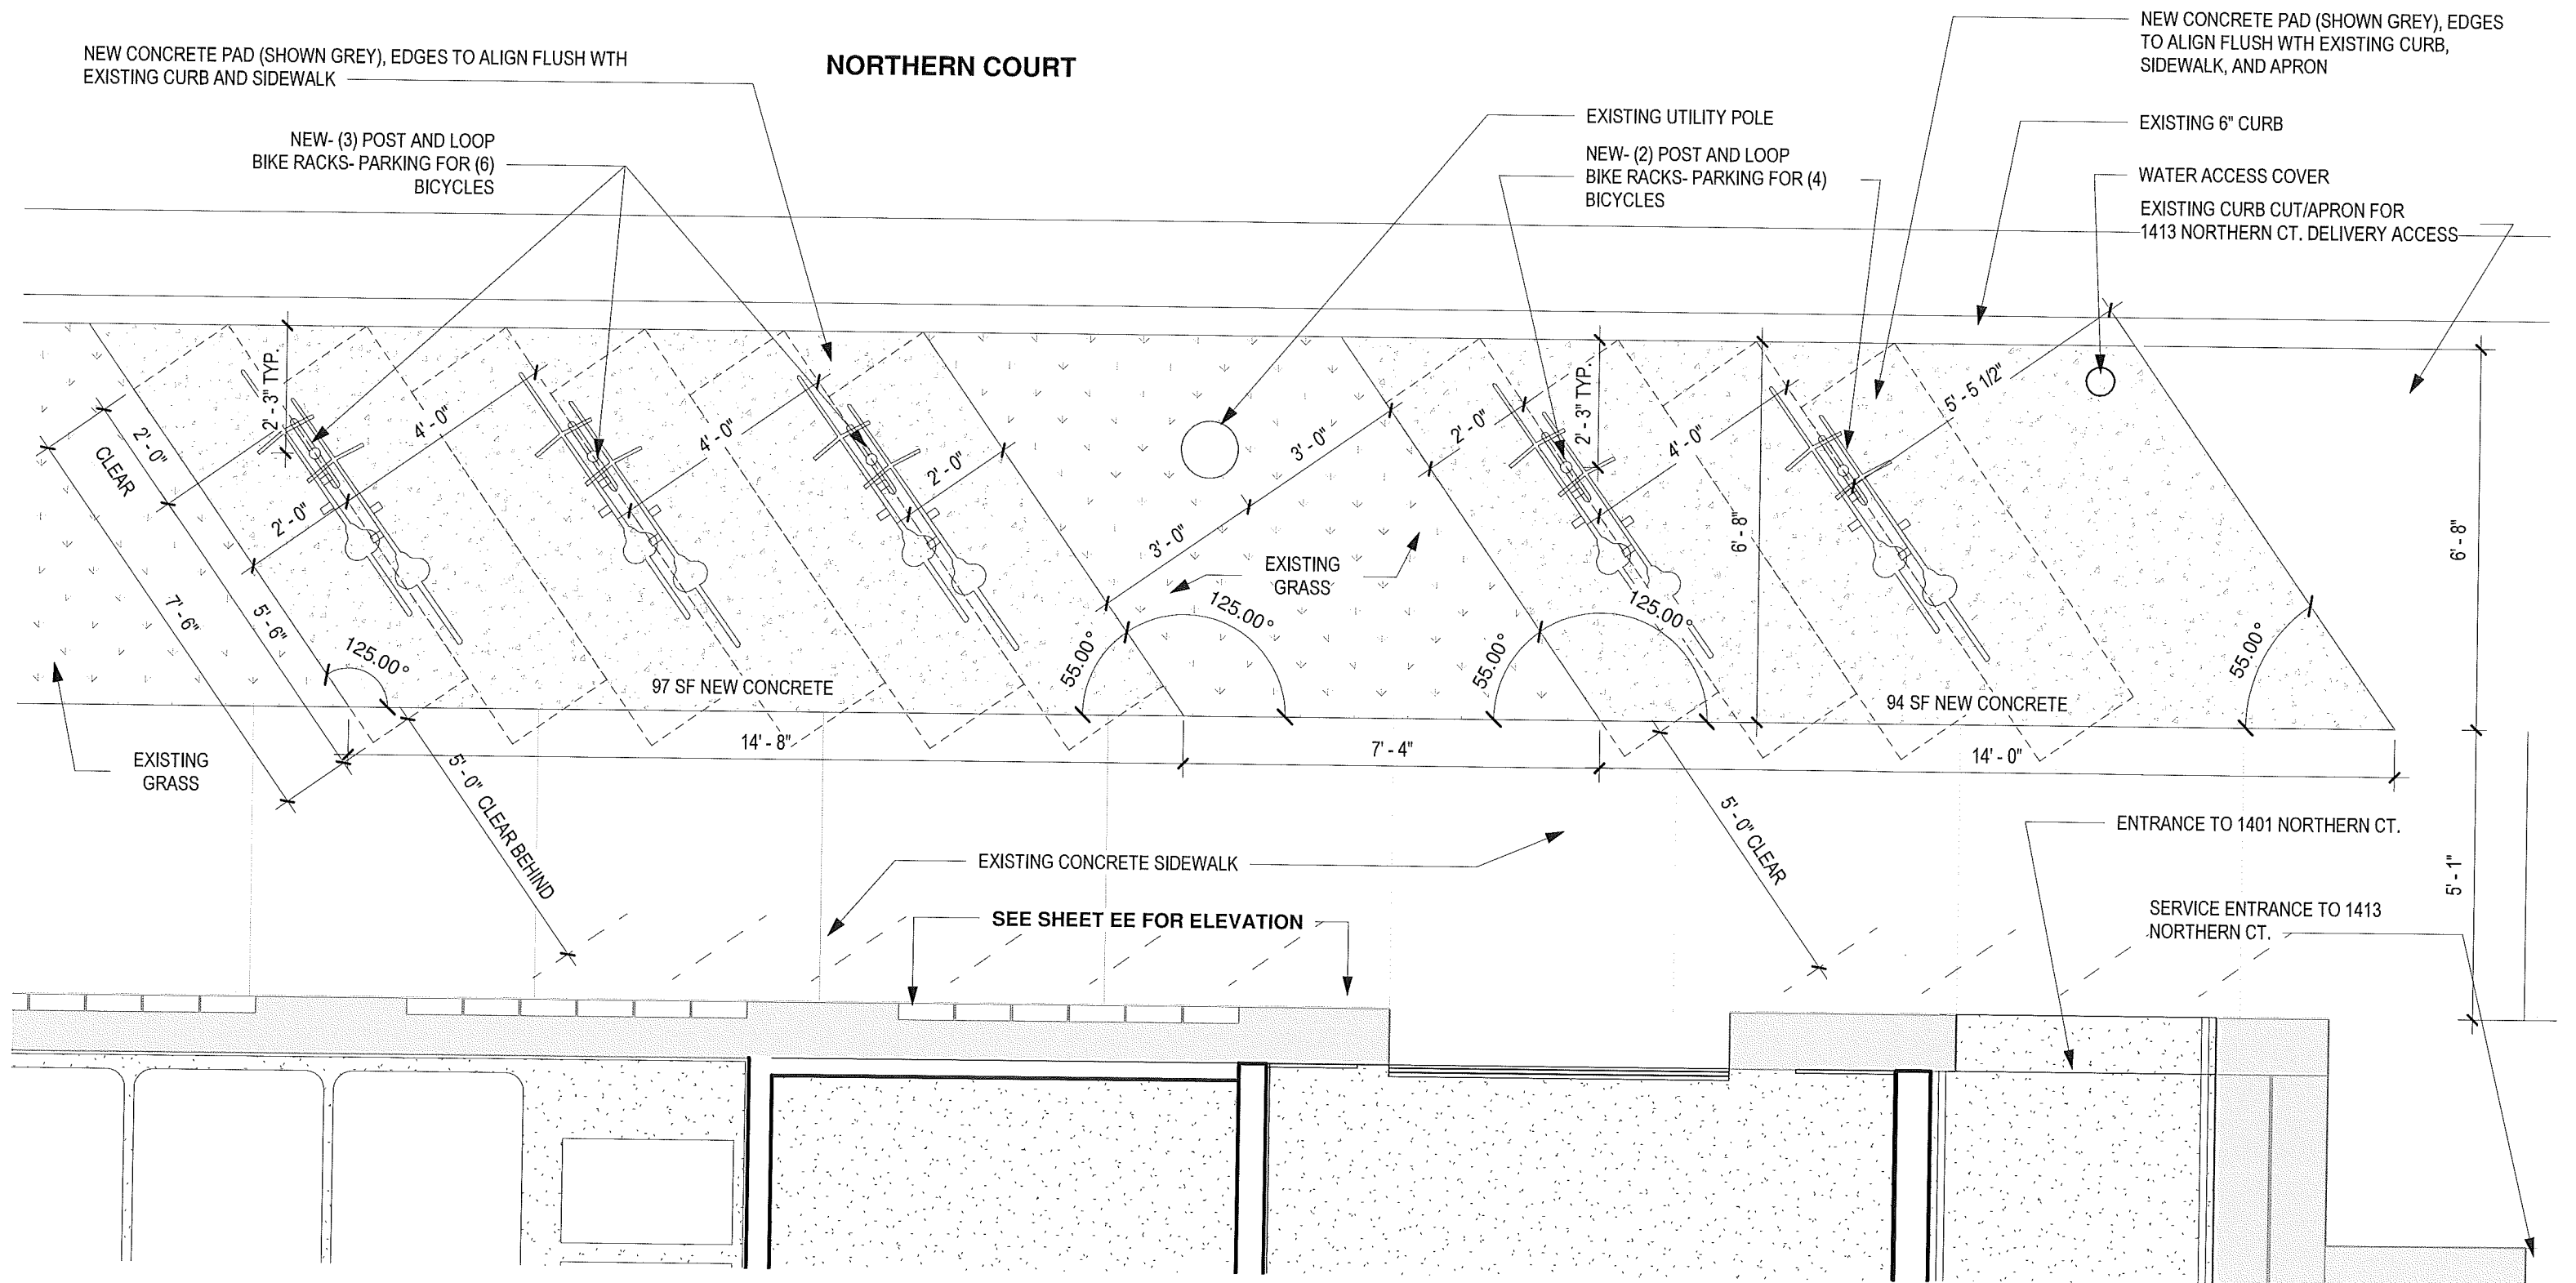 NEW CONCRETE PAD (SHOWN GREY), EDGES TO ALIGN FLUSH WTH
EXISTING CURB AND SIDEWALK
NORTHERN COURT
NEW CONCRETE PAD (SHOWN GREY), EDGES
TO ALIGN FLUSH WTH EXISTING CURB,
SIDEWALK, AND APRON
NEW- (3) POST AND LOOP
BIKE RACKS- PARKING FOR (6)
BICYCLES
EXISTING UTILITY POLE
NEW- (2) POST AND LOOP
BIKE RACKS- PARKING FOR (4)
BICYCLES
EXISTING 6" CURB
WATER ACCESS COVER
EXISTING CURB CUT/APRON FOR
1413 NORTHERN CT. DELIVERY ACCESS
2' - 3" TYP.
2' - 0"
CLEAR
7' - 6"
5' - 6"
2' - 0"
4' - 0"
4' - 0"
2' - 0"
3' - 0"
3' - 0"
2' - 0"
2' - 3" TYP.
4' - 0"
5' - 5 1/2"
6' - 8"
6' - 8"
EXISTING
GRASS
125.00°
55.00°
125.00°
55.00°
125.00°
55.00°
97 SF NEW CONCRETE
94 SF NEW CONCRETE
14' - 8"
7' - 4"
14' - 0"
EXISTING
GRASS
5' - 0" CLEAR BEHIND
5' - 0" CLEAR
EXISTING CONCRETE SIDEWALK
ENTRANCE TO 1401 NORTHERN CT.
5' - 1"
SEE SHEET EE FOR ELEVATION
SERVICE ENTRANCE TO 1413
NORTHERN CT.